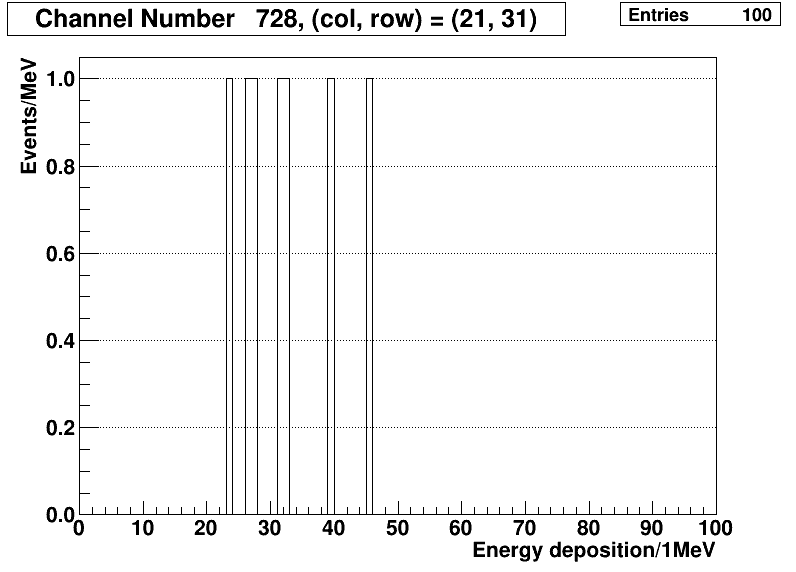 Channel Number 728, (col, row) = (21, 31)
Entries 100
Events/MeV
1.0
0.8
0.6
0.4
0.2
0.0
0 10 20 30 40 50 60 70 80 90 100
Energy deposition/1MeV